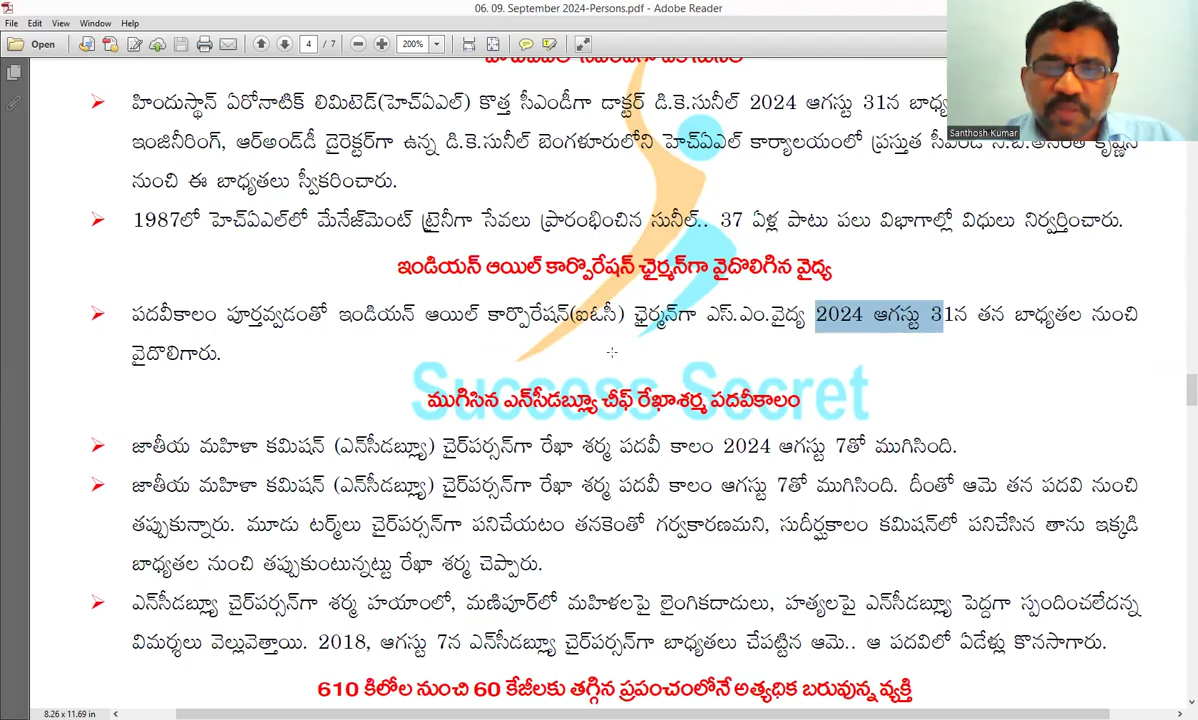 06. 09. September 2024-Persons.pdf - Adobe Reader
File Edit View Window Help
Open 4 / 7 200%
హిందుస్థాన్ ఏరోనాటిక్ లిమిటెడ్(హెచ్ఏఎల్) కొత్త సీఎండీగా డాక్టర్ డి.కె.సునీల్ 2024 ఆగస్టు 31న
ఇంజినీరింగ్, ఆర్అండ్డీ డైరెక్టర్గా ఉన్న డి.కె.సునీల్ బెంగళూరులోని హెచ్ఏఎల్ కార్యాలయంలో ప్రస్తుత
నుంచి ఈ బాధ్యతలు స్వీకరించారు.
Santhosh Kumar
1987లో హెచ్ఏఎల్లో మేనేజ్మెంట్ ట్రైనీగా సేవలు ప్రారంభించిన సునీల్.. 37 ఏళ్ల పాటు పలు విభాగాల్లో విధులు నిర్వర్తించారు.
ఇండియన్ ఆయిల్ కార్పొరేషన్ ఛైర్మన్గా వైదొలిగిన వైద్య
పదవీకాలం పూర్తవ్వడంతో ఇండియన్ ఆయిల్ కార్పొరేషన్(ఐఓసీ) ఛైర్మన్గా ఎస్.ఎం.వైద్య 2024 ఆగస్టు 31న తన బాధ్యతల నుంచి
వైదొలిగారు.
Success Secret
ముగిసిన ఎన్సీడబ్ల్యూ చీఫ్ రేఖాశర్మ పదవీకాలం
జాతీయ మహిళా కమిషన్ (ఎన్సీడబ్ల్యూ) చైర్పర్సన్గా రేఖా శర్మ పదవీ కాలం 2024 ఆగస్టు 7తో ముగిసింది.
జాతీయ మహిళా కమిషన్ (ఎన్సీడబ్ల్యూ) చైర్పర్సన్గా రేఖా శర్మ పదవీ కాలం ఆగస్టు 7తో ముగిసింది. దీంతో ఆమె తన పదవి నుంచి
తప్పుకున్నారు. మూడు టర్మ్లు చైర్పర్సన్గా పనిచేయటం తనకెంతో గర్వకారణమని, సుదీర్ఘకాలం కమిషన్లో పనిచేసిన తాను ఇక్కడి
బాధ్యతల నుంచి తప్పుకుంటున్నట్టు రేఖా శర్మ చెప్పారు.
ఎన్సీడబ్ల్యూ చైర్పర్సన్గా శర్మ హయాంలో, మణిపూర్లో మహిళలపై లైంగికదాడులు, హత్యలపై ఎన్సీడబ్ల్యూ పెద్దగా స్పందించలేదన్న
విమర్శలు వెల్లువెత్తాయి. 2018, ఆగస్టు 7న ఎన్సీడబ్ల్యూ చైర్పర్సన్గా బాధ్యతలు చేపట్టిన ఆమె.. ఆ పదవిలో ఏడేళ్లు కొనసాగారు.
610 కిలోల నుంచి 60 కేజీలకు తగ్గిన ప్రపంచంలోనే అత్యధిక బరువున్న వ్యక్తి
8.26 x 11.69 in